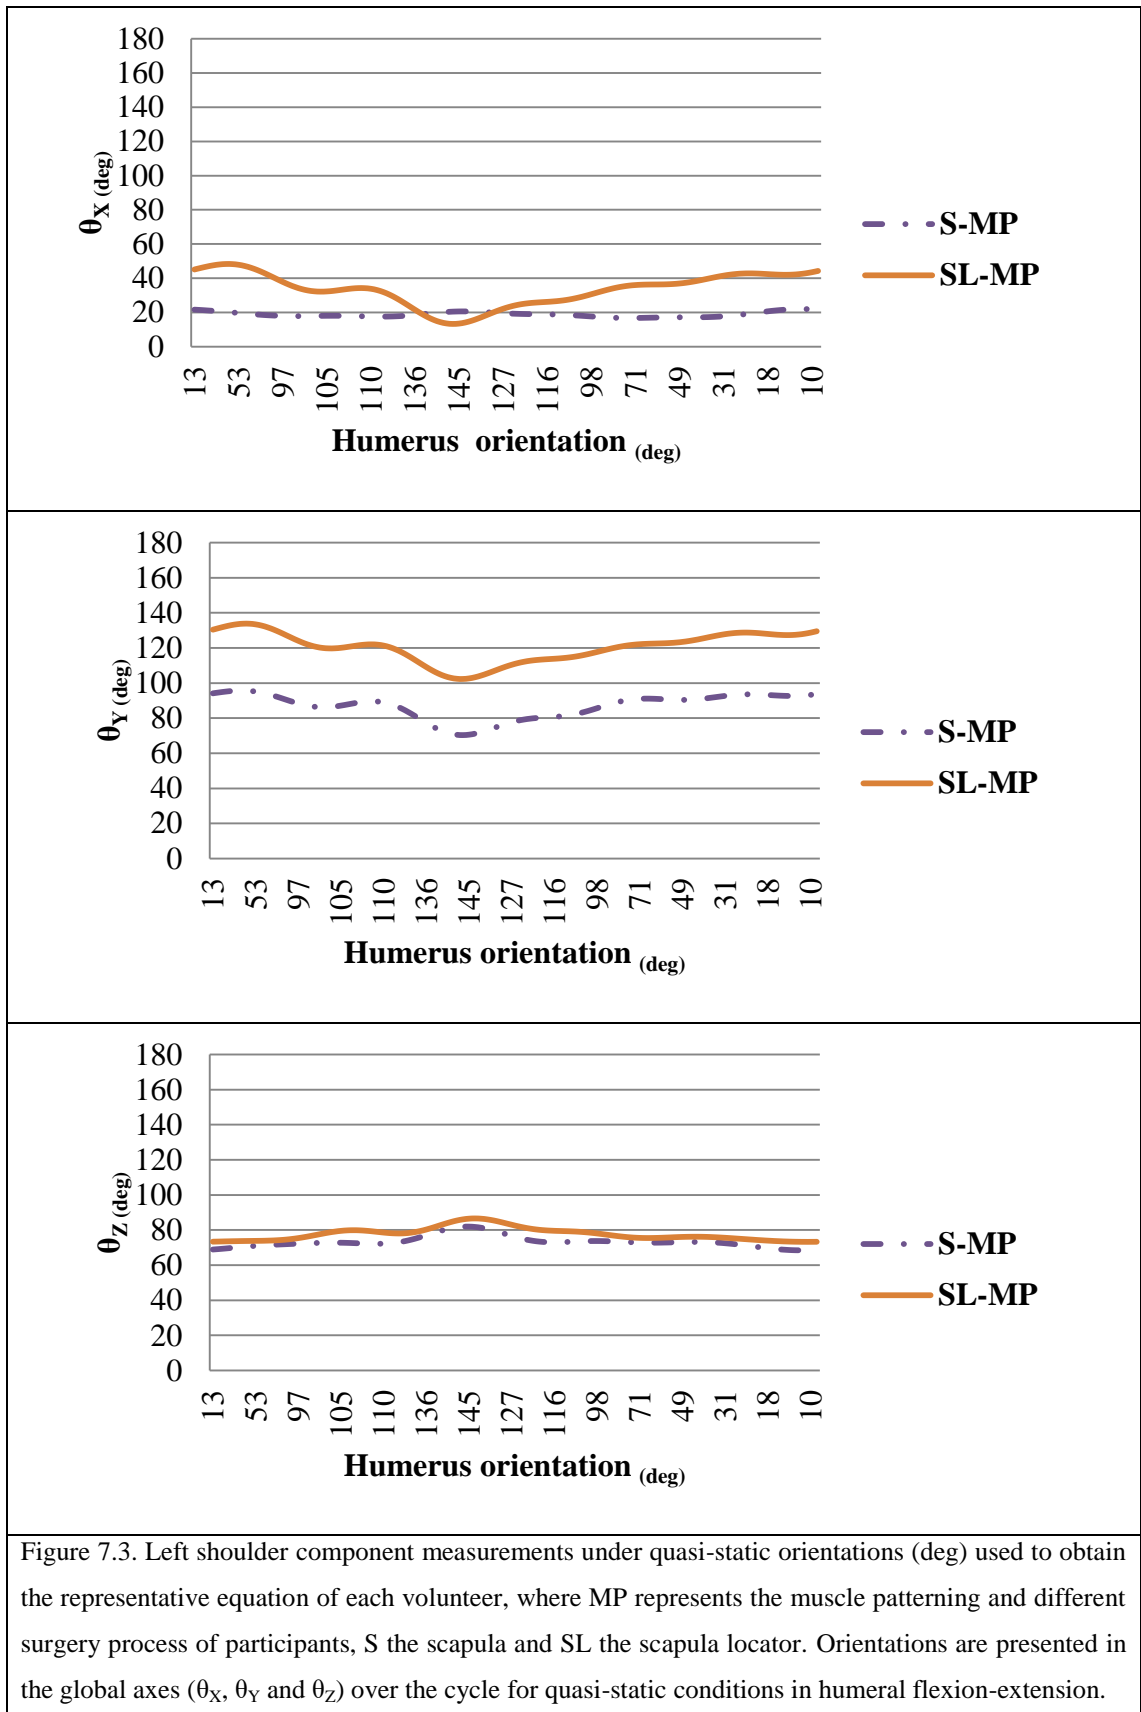 180
160
140
120
100
80
60
40
20
0
θX (deg)
13 53 97 105 110 136 145 127 116 98 71 49 31 18 10
Humerus orientation (deg)
S-MP
SL-MP
180
160
140
120
100
80
60
40
20
0
θY (deg)
13 53 97 105 110 136 145 127 116 98 71 49 31 18 10
Humerus orientation (deg)
S-MP
SL-MP
180
160
140
120
100
80
60
40
20
0
θZ (deg)
13 53 97 105 110 136 145 127 116 98 71 49 31 18 10
Humerus orientation (deg)
S-MP
SL-MP
Figure 7.3. Left shoulder component measurements under quasi-static orientations (deg) used to obtain
the representative equation of each volunteer, where MP represents the muscle patterning and different
surgery process of participants, S the scapula and SL the scapula locator. Orientations are presented in
the global axes (θX, θY and θZ) over the cycle for quasi-static conditions in humeral flexion-extension.